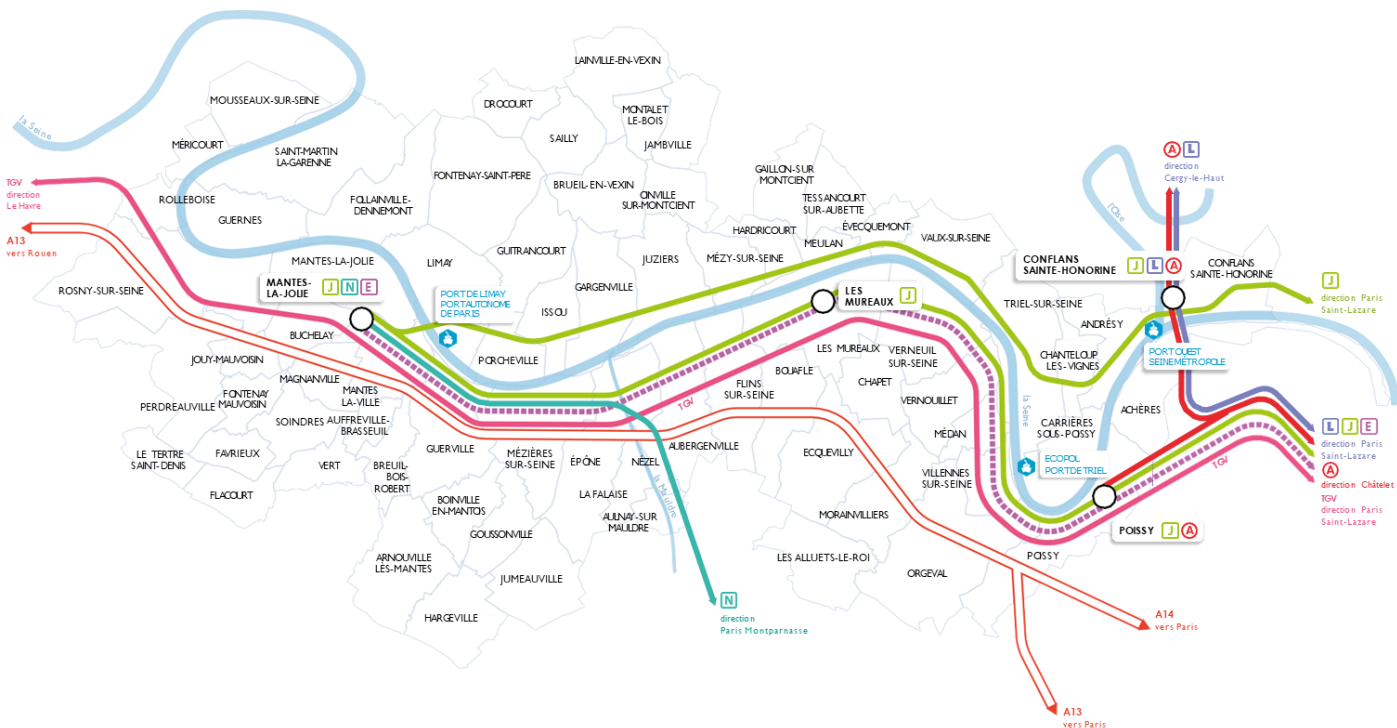 LAINVILLE-EN-VEXIN
MOUSSEAUX-SUR-SEINE
DROCOURT
MONTALET
LE-BOIS
la Seine
SAILLY
MÉRICOURT
SAINT-MARTIN
LA-GARENNE
JAMBVILLE
A L
direction
Cergy-le-Haut
FONTENAY-SAINT-PERE
GAILLON-SUR
MONTCIENT
TGV
direction
Le Havre
BRUEIL-EN-VEXIN
OINVILLE
SUR-MONTCIENT
TESSANCOURT
SUR-AUBETTE
ROLLEBOISE
FOLLAINVILLE-
DENNEMONT
l'Oise
GUERNES
HARDRICOURT
ÉVECQUEMONT
A13
vers Rouen
VAUX-SUR-SEINE
MEULAN
GUITRANCOURT
MANTES-LA-JOLIE
LIMAY
JUZIERS
MÉZY-SUR-SEINE
CONFLANS
SAINTE-HONORINE
J L A
CONFLANS
SAINTE-HONORINE
ROSNY-SUR-SEINE
MANTES-
LA-JOLIE
J N E
GARGENVILLE
J
direction Paris
Saint-Lazare
PORT DE LIMAY
PORT AUTONOME
DE PARIS
LES
MUREAUX
J
TRIEL-SUR-SEINE
ISSOU
ANDRÉSY
BUCHELAY
PORT OUEST
SEINE MÉTROPOLE
JOUY-MAUVOISIN
PORCHEVILLE
LES MUREAUX
VERNEUIL
SUR-SEINE
CHANTELOUP
LES-VIGNES
MAGNANVILLE
BOUAFLE
FONTENAY
MAUVOISIN
MANTES
LA-VILLE
FLINS
SUR-SEINE
CHAPET
PERDREAUVILLE
TGV
VERNOUILLET
la Seine
ACHÈRES
SOINDRES
AUFFREVILLE-
BRASSEUIL
CARRIÈRES
SOUS-POISSY
L J E
direction Paris
Saint-Lazare
MÉDAN
AUBERGENVILLE
GUERVILLE
MÉZIÈRES
SUR-SEINE
ECQUEVILLY
LE TERTRE
SAINT-DENIS
FAVRIEUX
VERT
ÉPÔNE
NÉZEL
ECOPOL
PORT DE TRIEL
TGV
A
direction Châtelet
TGV
direction Paris
Saint-Lazare
BREUIL-
BOIS-
ROBERT
VILLENNES
SUR-SEINE
FLACOURT
la Mauldre
LA FALAISE
BOINVILLE
EN-MANTOIS
MORAINVILLIERS
AULNAY-SUR
MAULDRE
POISSY
J A
GOUSSONVILLE
ARNOUVILLE
LÈS-MANTES
LES ALLUETS-LE-ROI
POISSY
JUMEAUVILLE
ORGEVAL
N
direction
Paris Montparnasse
HARGEVILLE
A14
vers Paris
A13
vers Paris